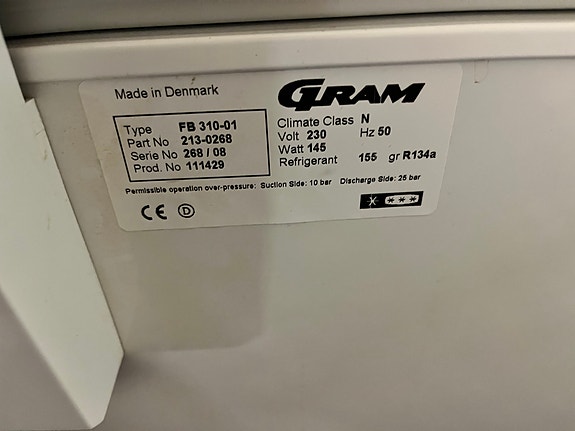 Made in Denmark
GRAM
Type FB 310-01
Part No 213-0268
Serie No 268 / 08
Prod. No 111429
Climate Class N
Volt 230 Hz 50
Watt 145
Refrigerant 155 gr R134a
Permissible operation over-pressure: Suction Side: 10 bar Discharge Side: 25 bar
CE D